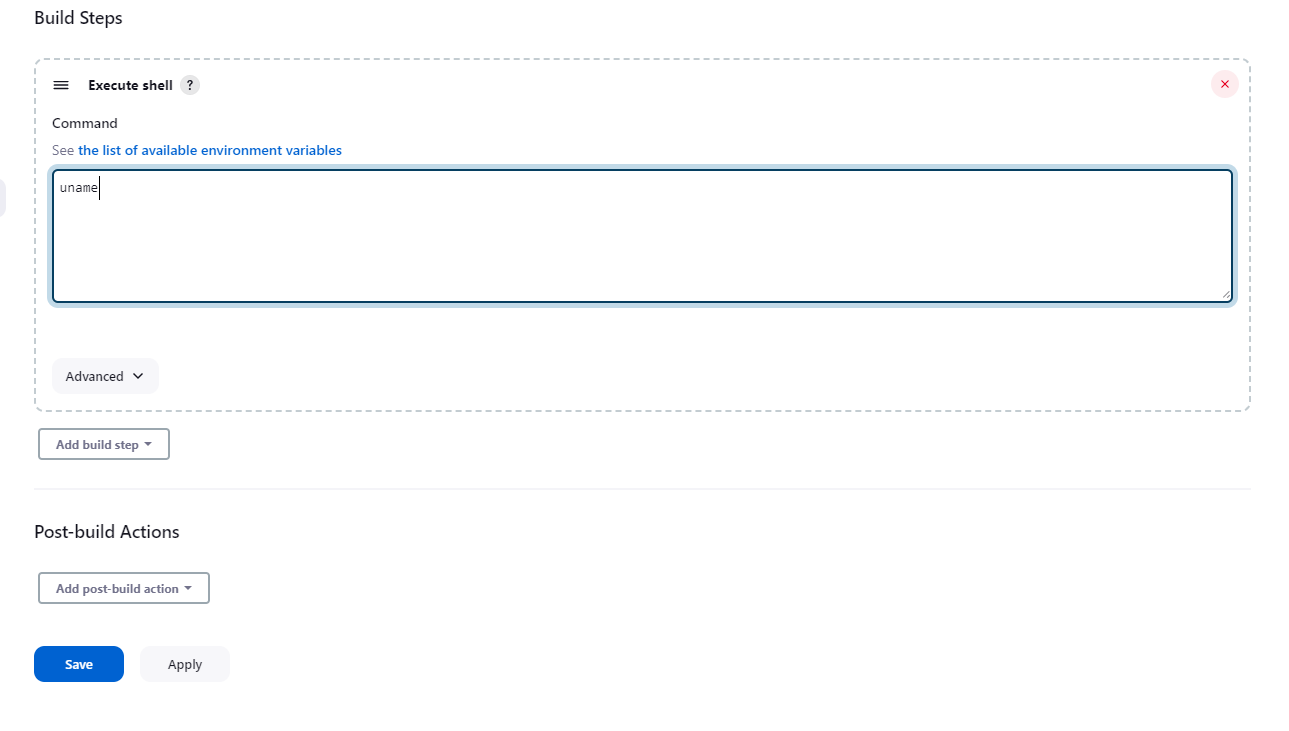 Build Steps
Execute shell ?
Command
See the list of available environment variables
uname
Advanced
Add build step
Post-build Actions
Add post-build action
Save Apply